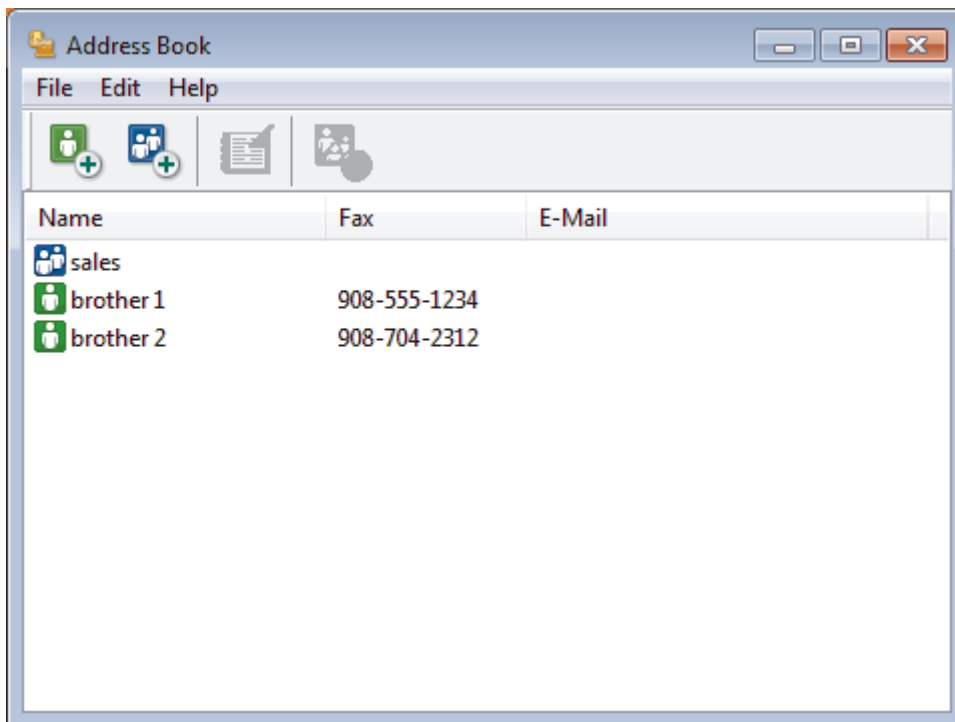 Address Book
File Edit Help
Name Fax E-Mail
sales
brother 1 908-555-1234
brother 2 908-704-2312